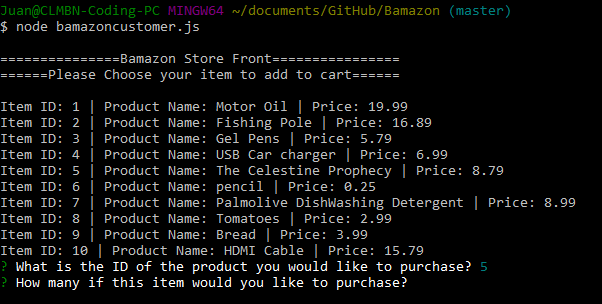 Juan@CLMBN-Coding-PC MINGW64 ~/documents/GitHub/Bamazon (master)
$ node bamazoncustomer.js
===============Bamazon Store Front================
======Please Choose your item to add to cart======
Item ID: 1 | Product Name: Motor Oil | Price: 19.99
Item ID: 2 | Product Name: Fishing Pole | Price: 16.89
Item ID: 3 | Product Name: Gel Pens | Price: 5.79
Item ID: 4 | Product Name: USB Car charger | Price: 6.99
Item ID: 5 | Product Name: The Celestine Prophecy | Price: 8.79
Item ID: 6 | Product Name: pencil | Price: 0.25
Item ID: 7 | Product Name: Palmolive DishWashing Detergent | Price: 8.99
Item ID: 8 | Product Name: Tomatoes | Price: 2.99
Item ID: 9 | Product Name: Bread | Price: 3.99
Item ID: 10 | Product Name: HDMI Cable | Price: 15.79
? What is the ID of the product you would like to purchase? 5
? How many if this item would you like to purchase?